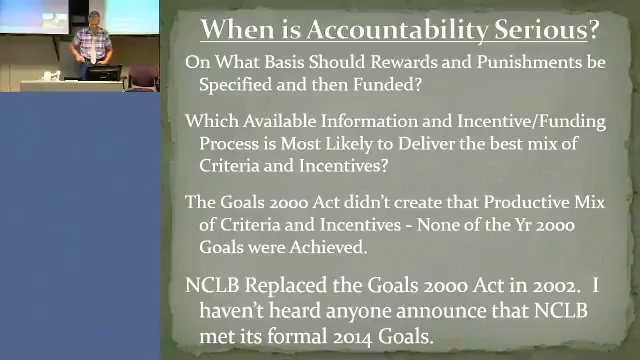 When is Accountability Serious?
On What Basis Should Rewards and Punishments be
Specified and then Funded?
Which Available Information and Incentive/Funding
Process is Most Likely to Deliver the best mix of
Criteria and Incentives?
The Goals 2000 Act didn't create that Productive Mix
of Criteria and Incentives - None of the Yr 2000
Goals were Achieved.
NCLB Replaced the Goals 2000 Act in 2002. I
haven't heard anyone announce that NCLB
met its formal 2014 Goals.